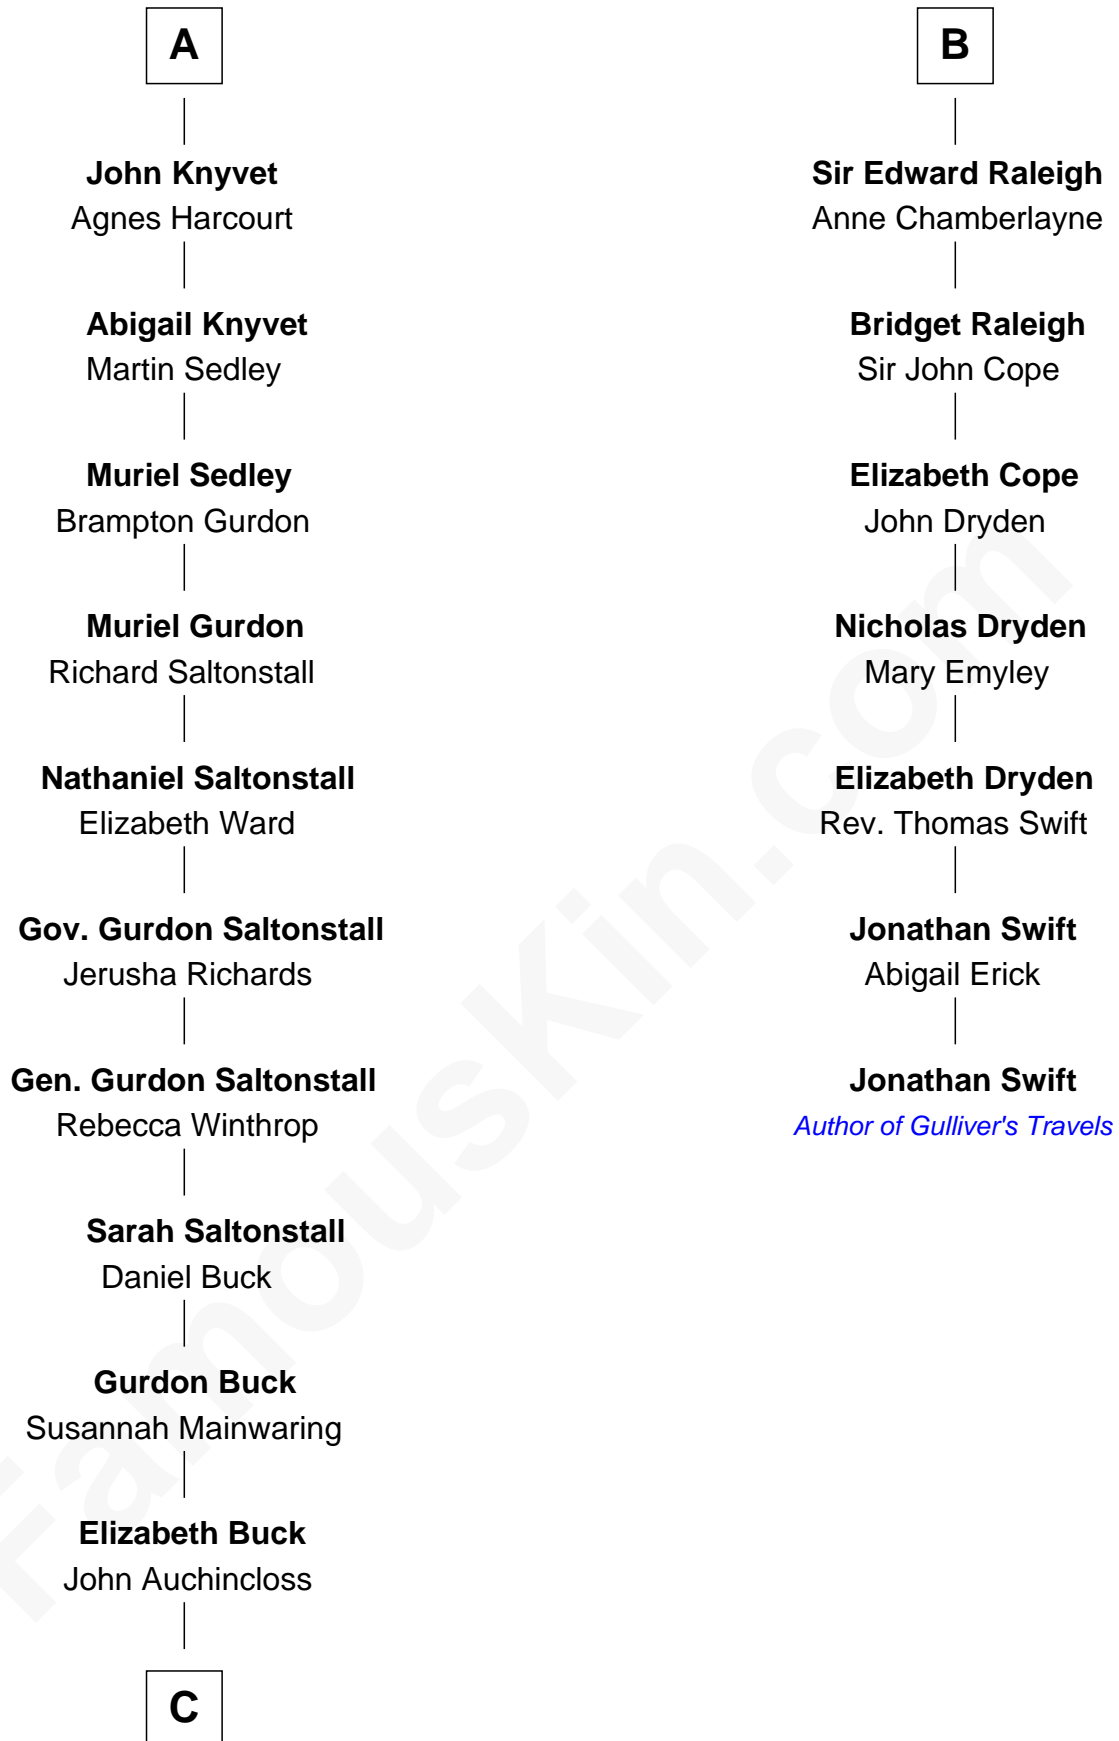 A
John Knyvet
Agnes Harcourt
Abigail Knyvet
Martin Sedley
Muriel Sedley
Brampton Gurdon
Muriel Gurdon
Richard Saltonstall
Nathaniel Saltonstall
Elizabeth Ward
Gov. Gurdon Saltonstall
Jerusha Richards
Gen. Gurdon Saltonstall
Rebecca Winthrop
Sarah Saltonstall
Daniel Buck
Gurdon Buck
Susannah Mainwaring
Elizabeth Buck
John Auchincloss
C
B
Sir Edward Raleigh
Anne Chamberlayne
Bridget Raleigh
Sir John Cope
Elizabeth Cope
John Dryden
Nicholas Dryden
Mary Emyley
Elizabeth Dryden
Rev. Thomas Swift
Jonathan Swift
Abigail Erick
Jonathan Swift
Author of Gulliver's Travels
FamousKin.com